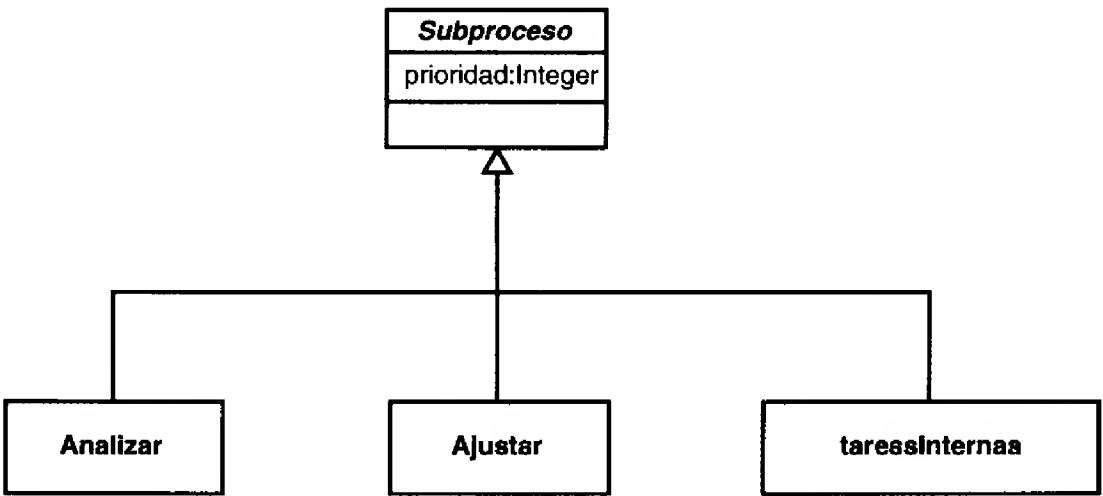 Subproceso
prioridad:Integer
Analizar
Ajustar
tareasInternas